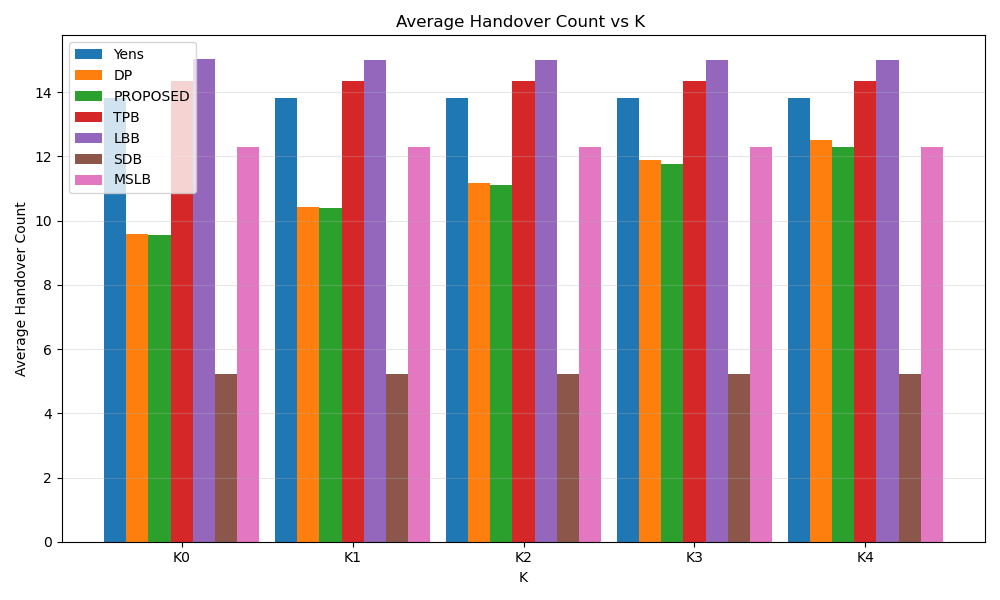 Average Handover Count vs K
Yens
DP
PROPOSED
TPB
LBB
SDB
MSLB
Average Handover Count
14
12
10
8
6
4
2
0
K0 K1 K2 K3 K4
K